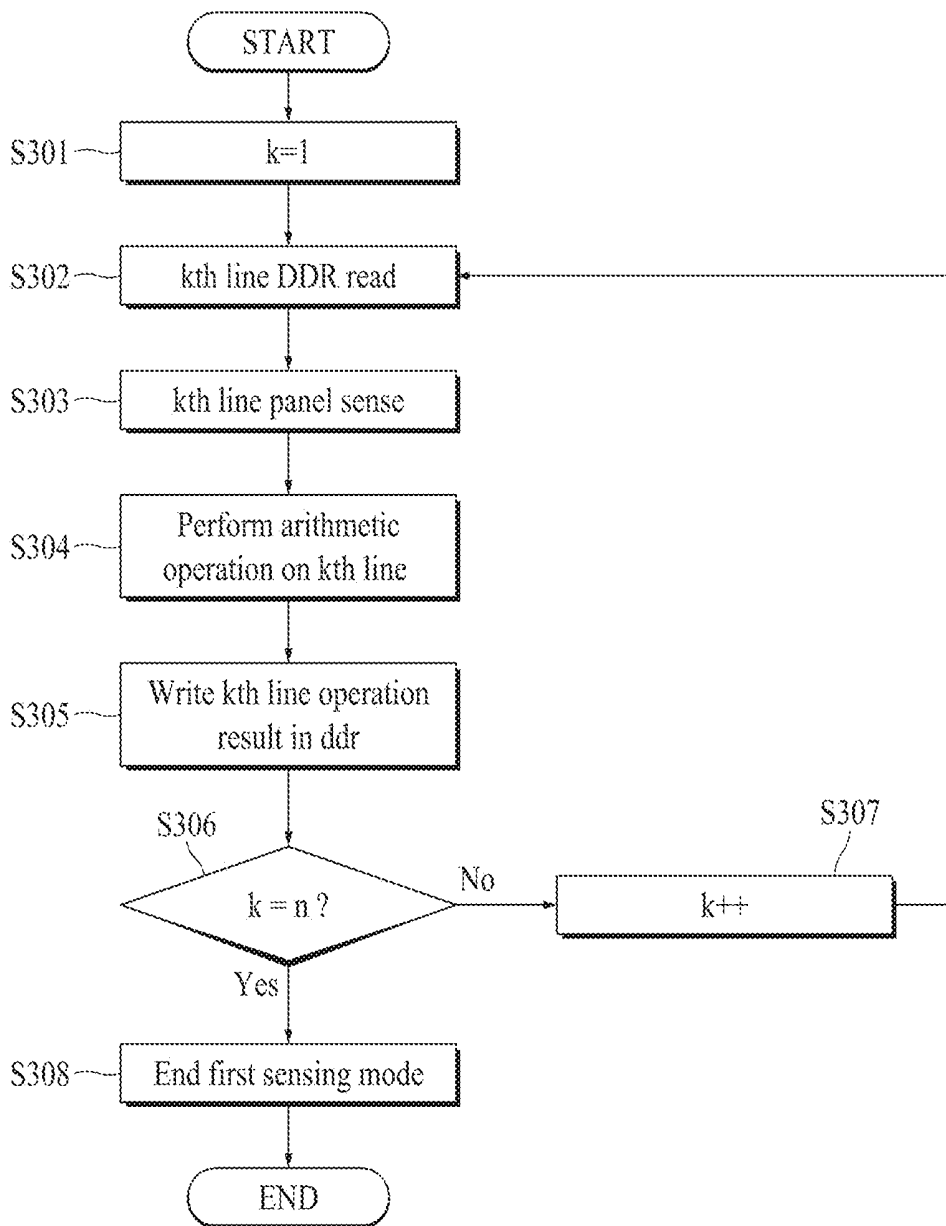 START
S301
k=1
S302
kth line DDR read
S303
kth line panel sense
S304
Perform arithmetic
operation on kth line
S305
Write kth line operation
result in ddr
S306
k = n ?
No
S307
k++
Yes
S308
End first sensing mode
END